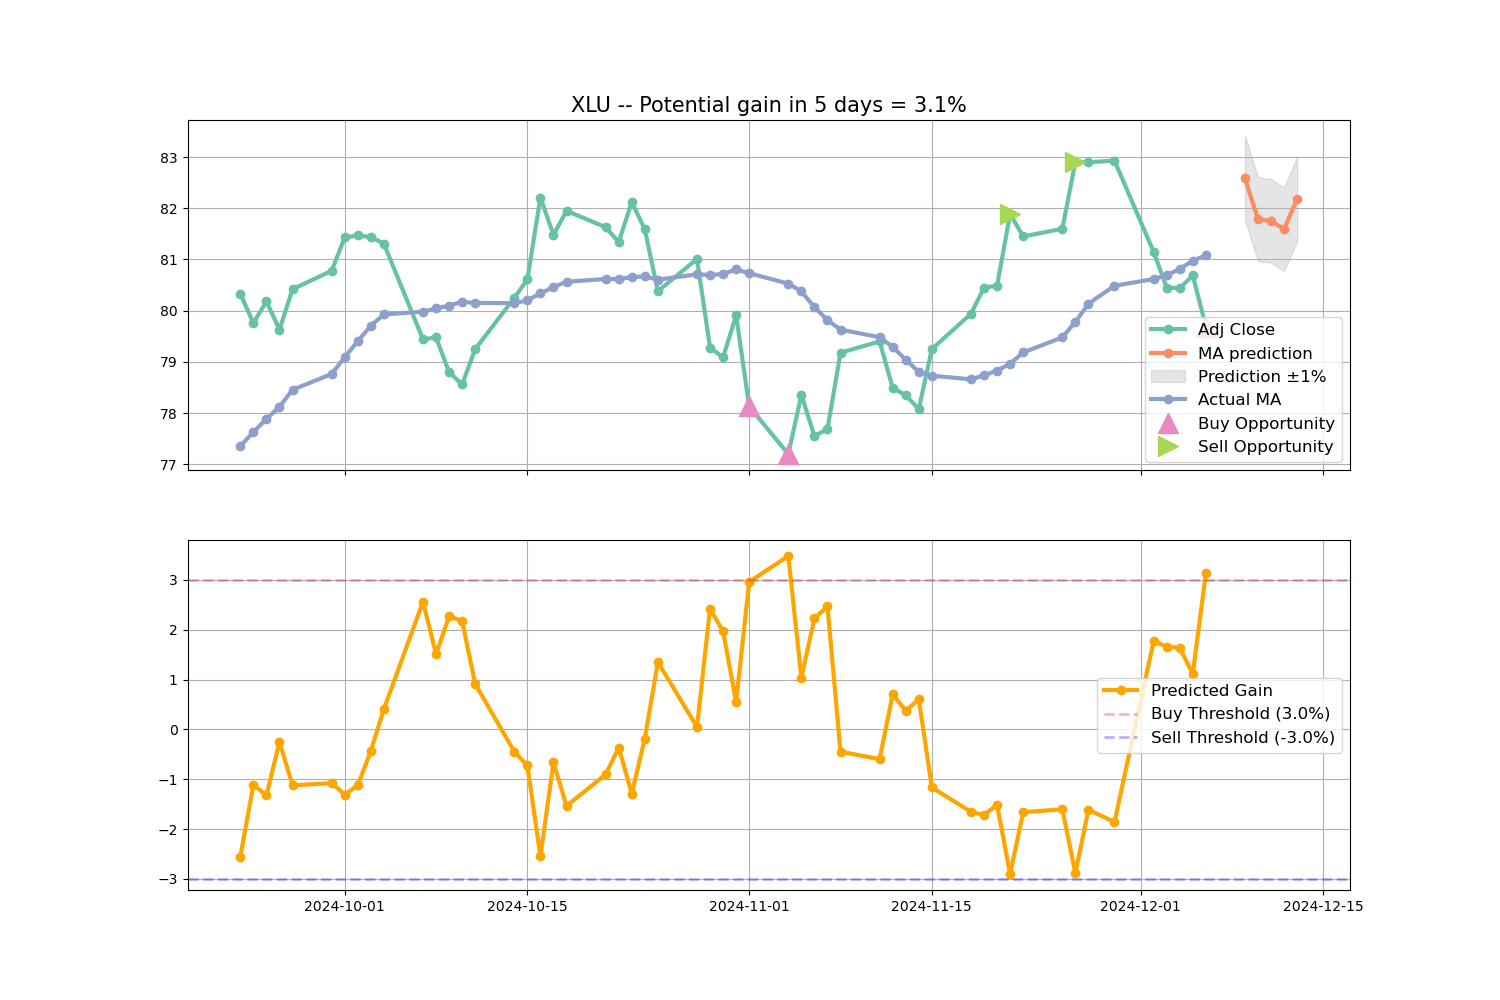 XLU -- Potential gain in 5 days = 3.1%
83
82
81
80
79
78
77
Adj Close
MA prediction
Prediction ±1%
Actual MA
Buy Opportunity
Sell Opportunity
3
2
1
0
−1
−2
−3
Predicted Gain
Buy Threshold (3.0%)
Sell Threshold (-3.0%)
2024-10-01 2024-10-15 2024-11-01 2024-11-15 2024-12-01 2024-12-15